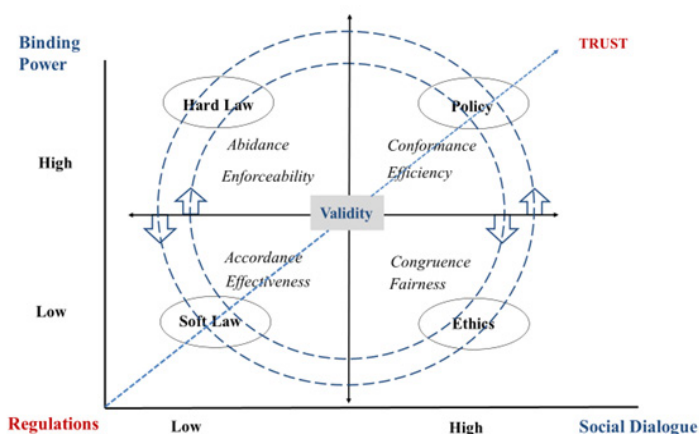 Binding
Power
TRUST
Hard Law
Policy
Abidance
Enforceability
Conformance
Efficiency
High
Validity
Accordance
Effectiveness
Congruence
Fairness
Low
Soft Law
Ethics
Regulations
Low
High
Social Dialogue